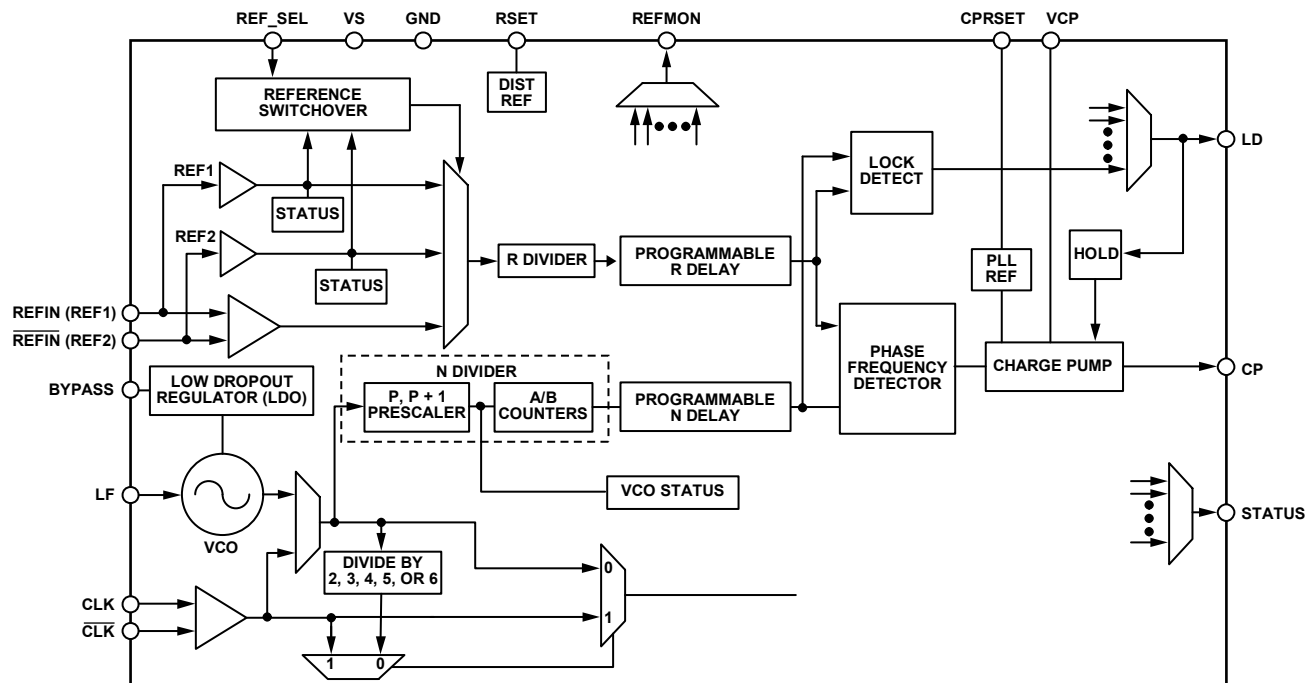 REF_SEL VS GND RSET REFMON CPRSET VCP
REFERENCE
SWITCHOVER
DIST
REF
LOCK
DETECT
LD
REF1
STATUS
REF2
STATUS
R DIVIDER
PROGRAMMABLE
R DELAY
PLL
REF
HOLD
REFIN (REF1)
REFIN (REF2)
BYPASS
LOW DROPOUT
REGULATOR (LDO)
N DIVIDER
P, P + 1
PRESCALER
A/B
COUNTERS
PROGRAMMABLE
N DELAY
PHASE
FREQUENCY
DETECTOR
CHARGE PUMP
CP
LF
VCO
VCO STATUS
STATUS
DIVIDE BY
2, 3, 4, 5, OR 6
0
1
CLK
CLK
1 0